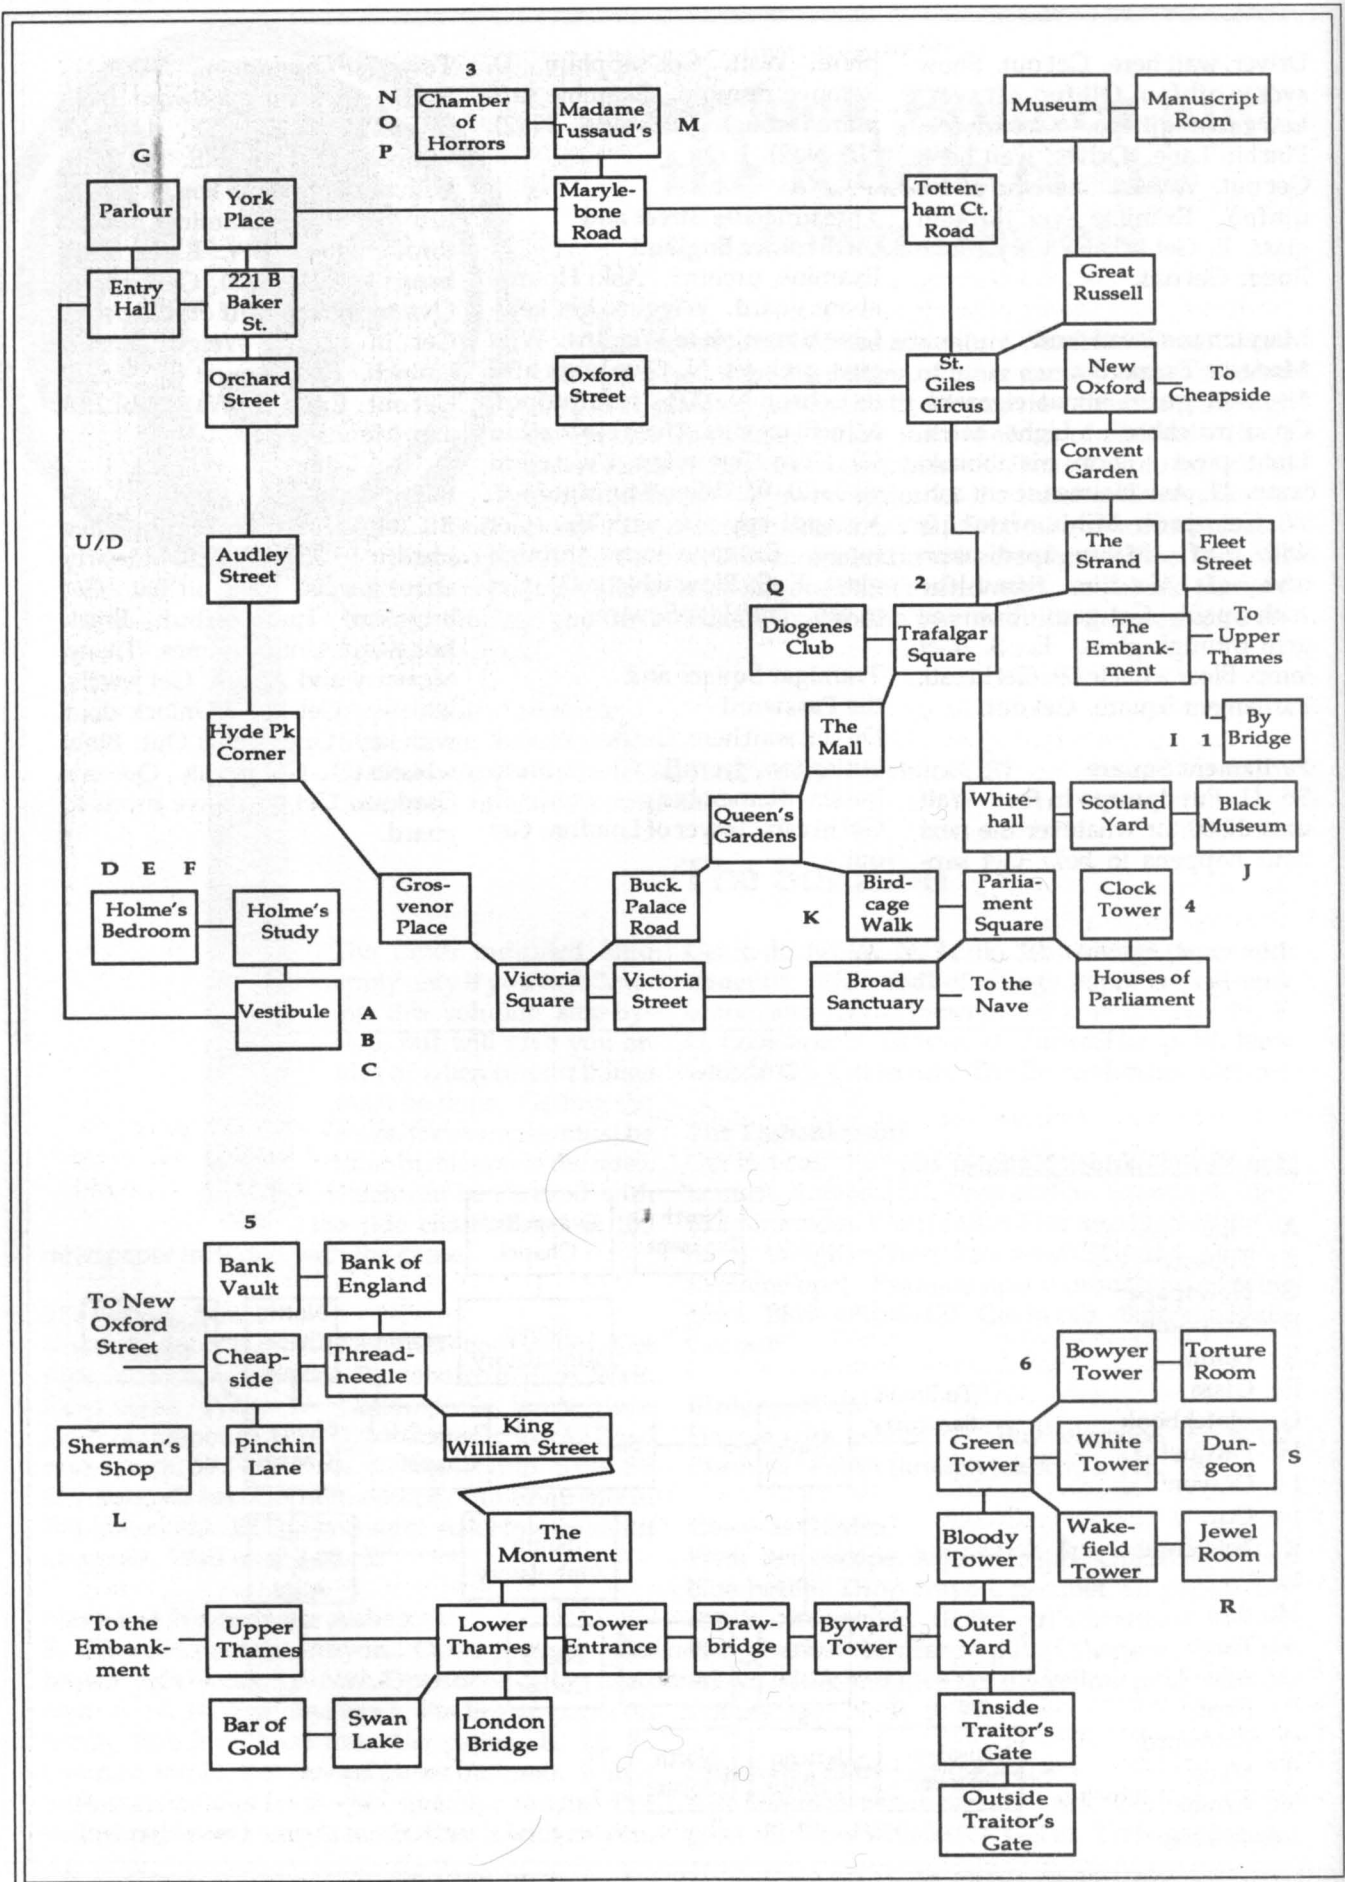 3
N
O
P
Chamber
of
Horrors
Madame
Tussaud's
M
Museum
Manuscript
Room
G
Parlour
York
Place
Maryle-
bone
Road
Totten-
ham Ct.
Road
Entry
Hall
221 B
Baker
St.
Great
Russell
Orchard
Street
Oxford
Street
St.
Giles
Circus
New
Oxford
To
Cheapside
Convent
Garden
U/D
Audley
Street
The
Strand
Fleet
Street
Q
2
Diogenes
Club
Trafalgar
Square
The
Embank-
ment
To
Upper
Thames
Hyde Pk
Corner
The
Mall
I
1
By
Bridge
Queen's
Gardens
White-
hall
Scotland
Yard
Black
Museum
J
D E F
Holme's
Bedroom
Holme's
Study
Gros-
venor
Place
Buck.
Palace
Road
K
Bird-
cage
Walk
Parlia-
ment
Square
Clock
Tower
4
Vestibule
A
B
C
Victoria
Square
Victoria
Street
Broad
Sanctuary
To the
Nave
Houses of
Parliament
5
Bank
Vault
Bank of
England
To New
Oxford
Street
Cheap-
side
Thread-
needle
6
Bowyer
Tower
Torture
Room
Sherman's
Shop
L
Pinchin
Lane
King
William Street
Green
Tower
White
Tower
Dun-
geon
S
The
Monument
Bloody
Tower
Wake-
field
Tower
Jewel
Room
R
To the
Embank-
ment
Upper
Thames
Lower
Thames
Tower
Entrance
Draw-
bridge
Byward
Tower
Outer
Yard
Bar of
Gold
Swan
Lake
London
Bridge
Inside
Traitor's
Gate
Outside
Traitor's
Gate